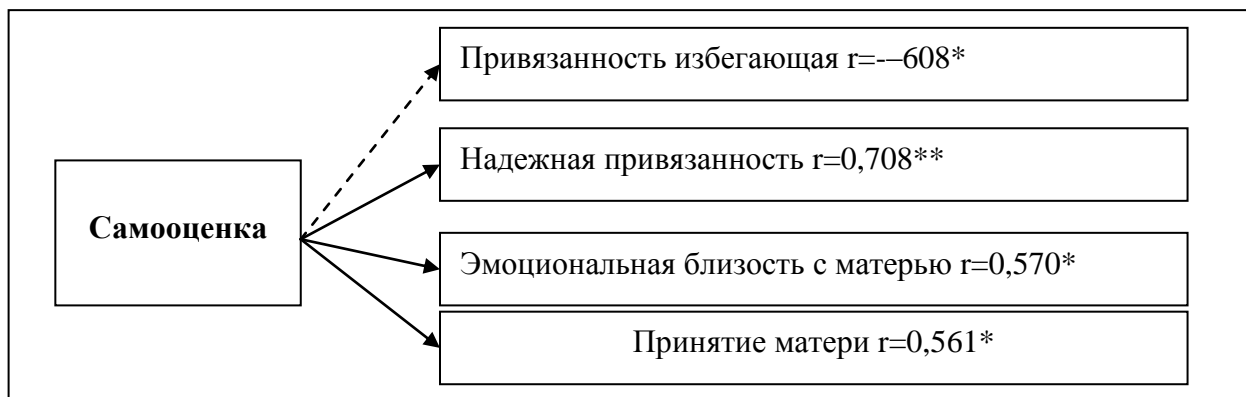 Привязанность избегающая r=-–608*
Надежная привязанность r=0,708**
Самооценка
Эмоциональная близость с матерью r=0,570*
Принятие матери r=0,561*